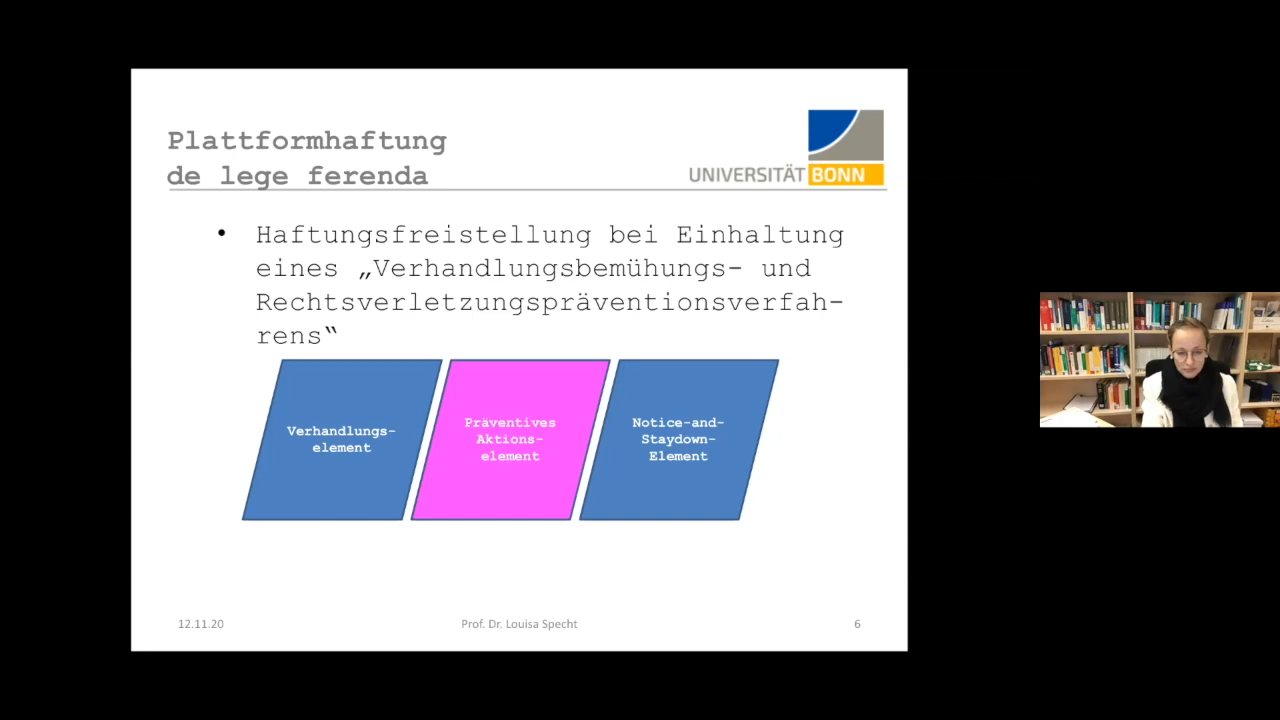 Plattformhaftung
de lege ferenda
UNIVERSITÄT BONN
• Haftungsfreistellung bei Einhaltung
eines „Verhandlungsbemühungs- und
Rechtsverletzungspräventionsverfah-
rens‟
Verhandlungs-
element
Präventives
Aktions-
element
Notice-and-
Staydown-
Element
12.11.20
Prof. Dr. Louisa Specht
6